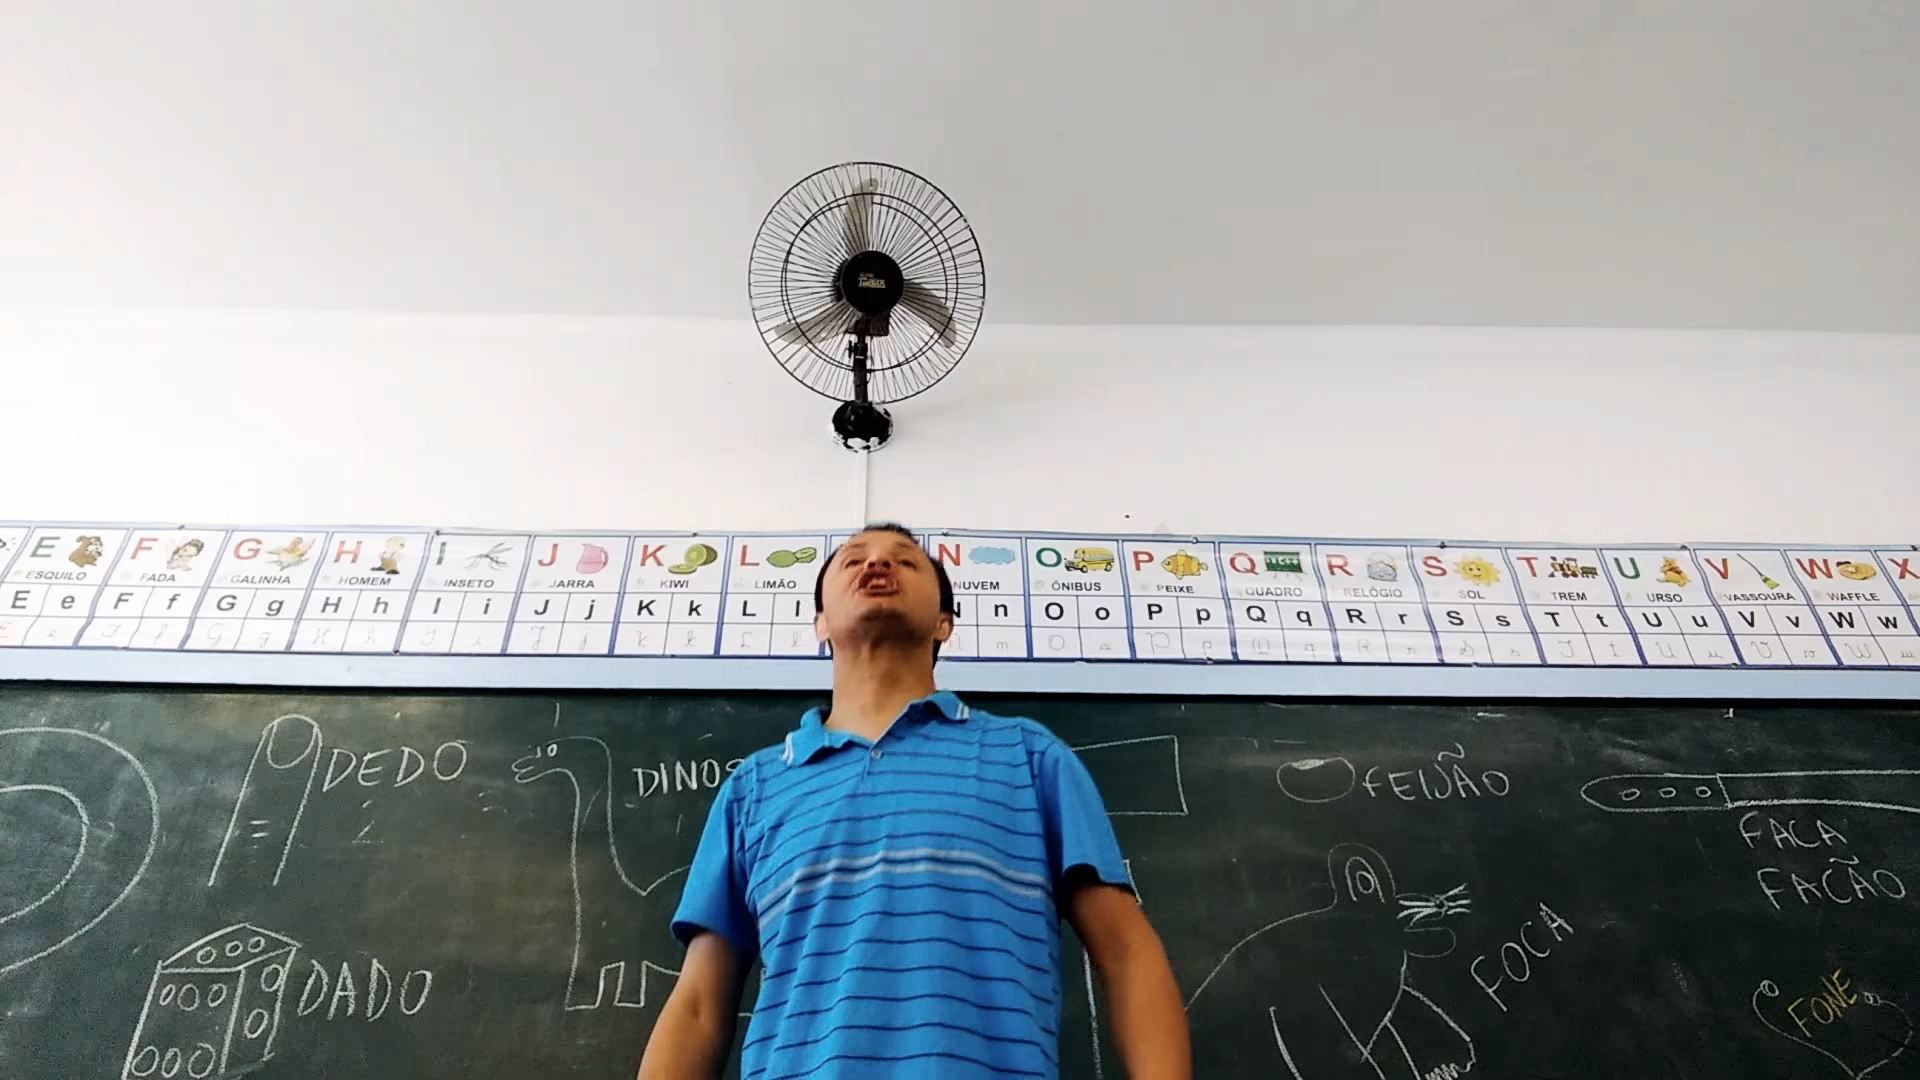 E F G H I J K L N O P Q R S T U V W X
ESQUILO FADA GALINHA HOMEM INSETO JARRA KIWI LIMÃO NUVEM ÔNIBUS PEIXE QUADRO RELÓGIO SOL TREM URSO VASSOURA WAFFLE
E e F f G g H h I i J j K k L l N n O o P p Q q R r S s T t U u V v W w
E e F f G g H h I i J j K k L l n m O o P p Q q R r S s T t U u V v W w
DEDO
DINOS
FEIJÃO
FACA
FACÃO
DADO
FOCA
FONE